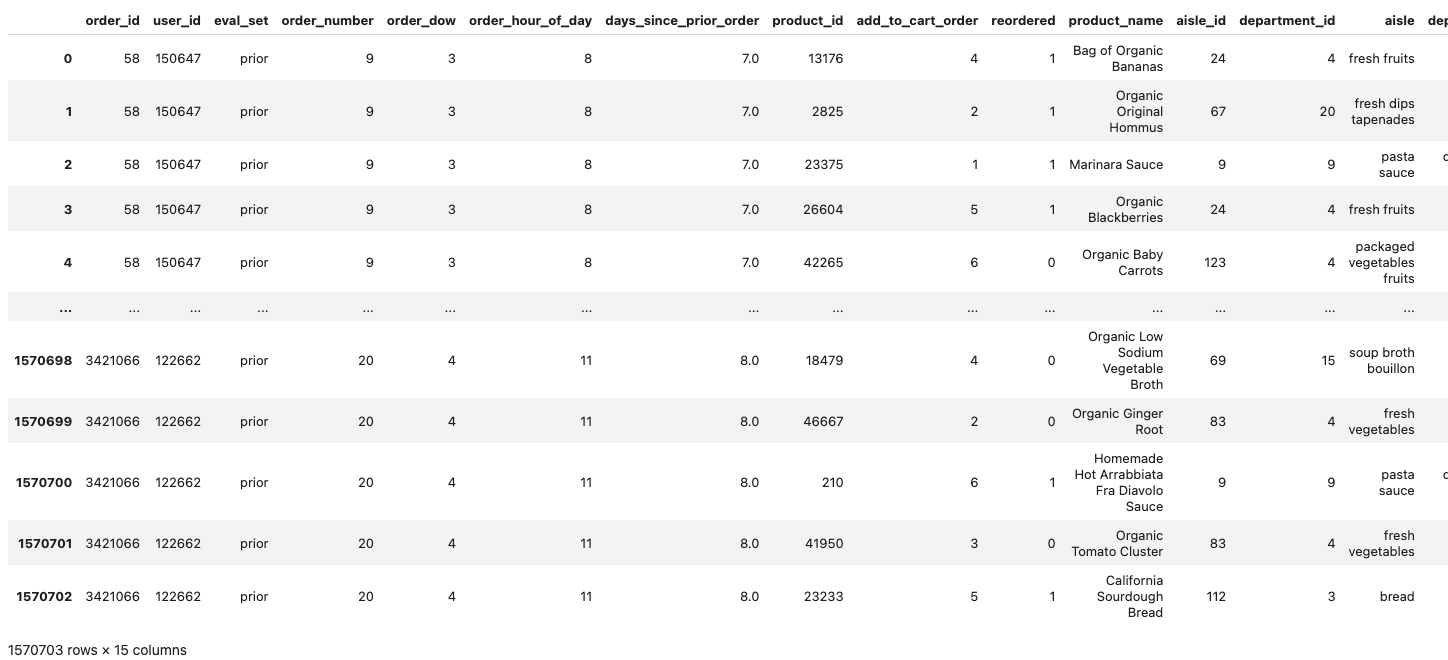 order_id user_id eval_set order_number order_dow order_hour_of_day days_since_prior_order product_id add_to_cart_order reordered product_name aisle_id department_id aisle
0 58 150647 prior 9 3 8 7.0 13176 4 1 Bag of Organic Bananas 24 4 fresh fruits
1 58 150647 prior 9 3 8 7.0 2825 2 1 Organic Original Hommus 67 20 fresh dips tapenades
2 58 150647 prior 9 3 8 7.0 23375 1 1 Marinara Sauce 9 9 pasta sauce
3 58 150647 prior 9 3 8 7.0 26604 5 1 Organic Blackberries 24 4 fresh fruits
4 58 150647 prior 9 3 8 7.0 42265 6 0 Organic Baby Carrots 123 4 packaged vegetables fruits
... ... ... ... ... ... ... ... ... ... ... ... ... ... ...
1570698 3421066 122662 prior 20 4 11 8.0 18479 4 0 Organic Low Sodium Vegetable Broth 69 15 soup broth bouillon
1570699 3421066 122662 prior 20 4 11 8.0 46667 2 0 Organic Ginger Root 83 4 fresh vegetables
1570700 3421066 122662 prior 20 4 11 8.0 210 6 1 Homemade Hot Arrabbiata Fra Diavolo Sauce 9 9 pasta sauce
1570701 3421066 122662 prior 20 4 11 8.0 41950 3 0 Organic Tomato Cluster 83 4 fresh vegetables
1570702 3421066 122662 prior 20 4 11 8.0 23233 5 1 California Sourdough Bread 112 3 bread
1570703 rows × 15 columns